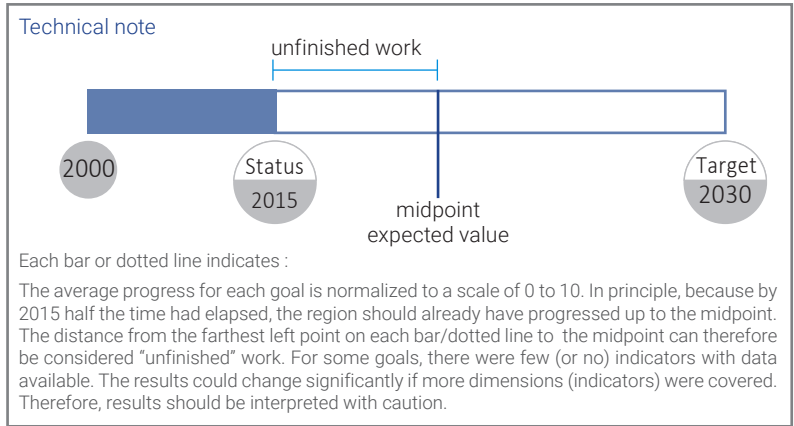 Technical note
unfinished work
2000
Status
2015
Target
2030
midpoint
expected value
Each bar or dotted line indicates :
The average progress for each goal is normalized to a scale of 0 to 10. In principle, because by
2015 half the time had elapsed, the region should already have progressed up to the midpoint.
The distance from the farthest left point on each bar/dotted line to the midpoint can therefore
be considered “unfinished” work. For some goals, there were few (or no) indicators with data
available. The results could change significantly if more dimensions (indicators) were covered.
Therefore, results should be interpreted with caution.